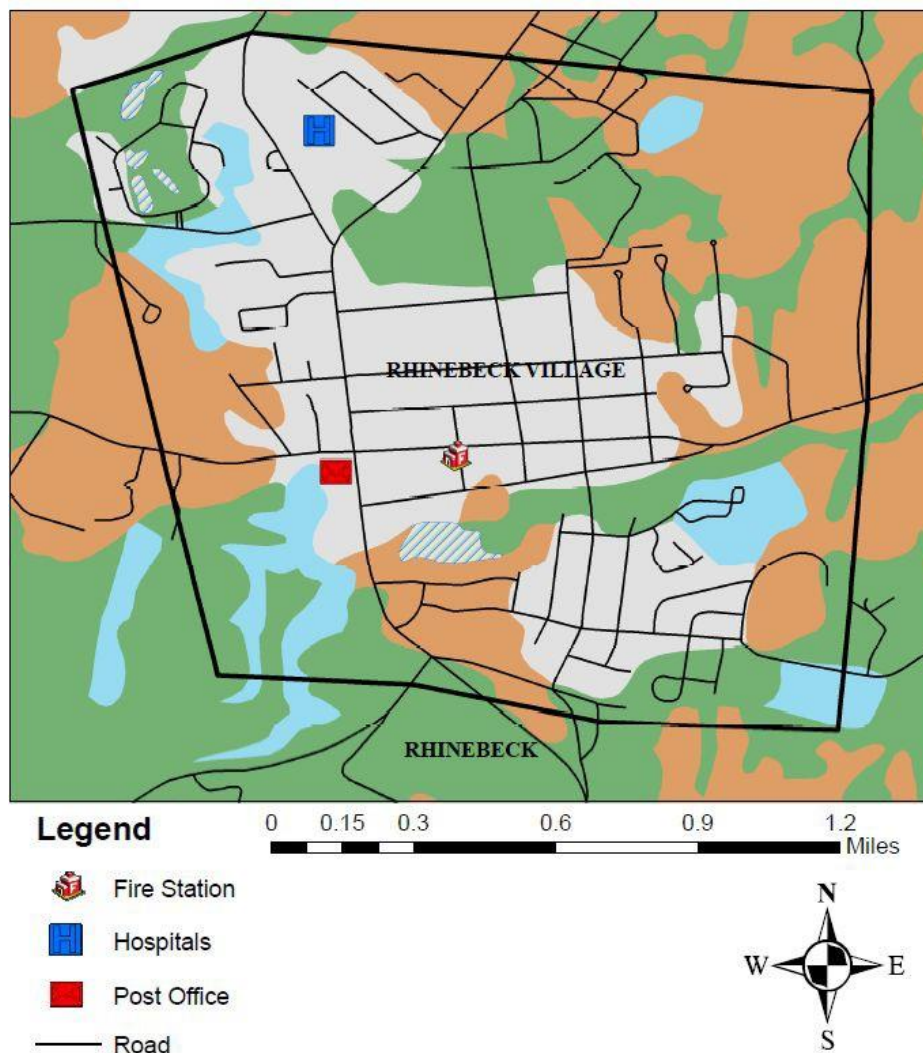 H
RHINEBECK VILLAGE
RHINEBECK
Legend
0 0.15 0.3 0.6 0.9 1.2
Miles
Fire Station
H Hospitals
Post Office
Road
N
W E
S